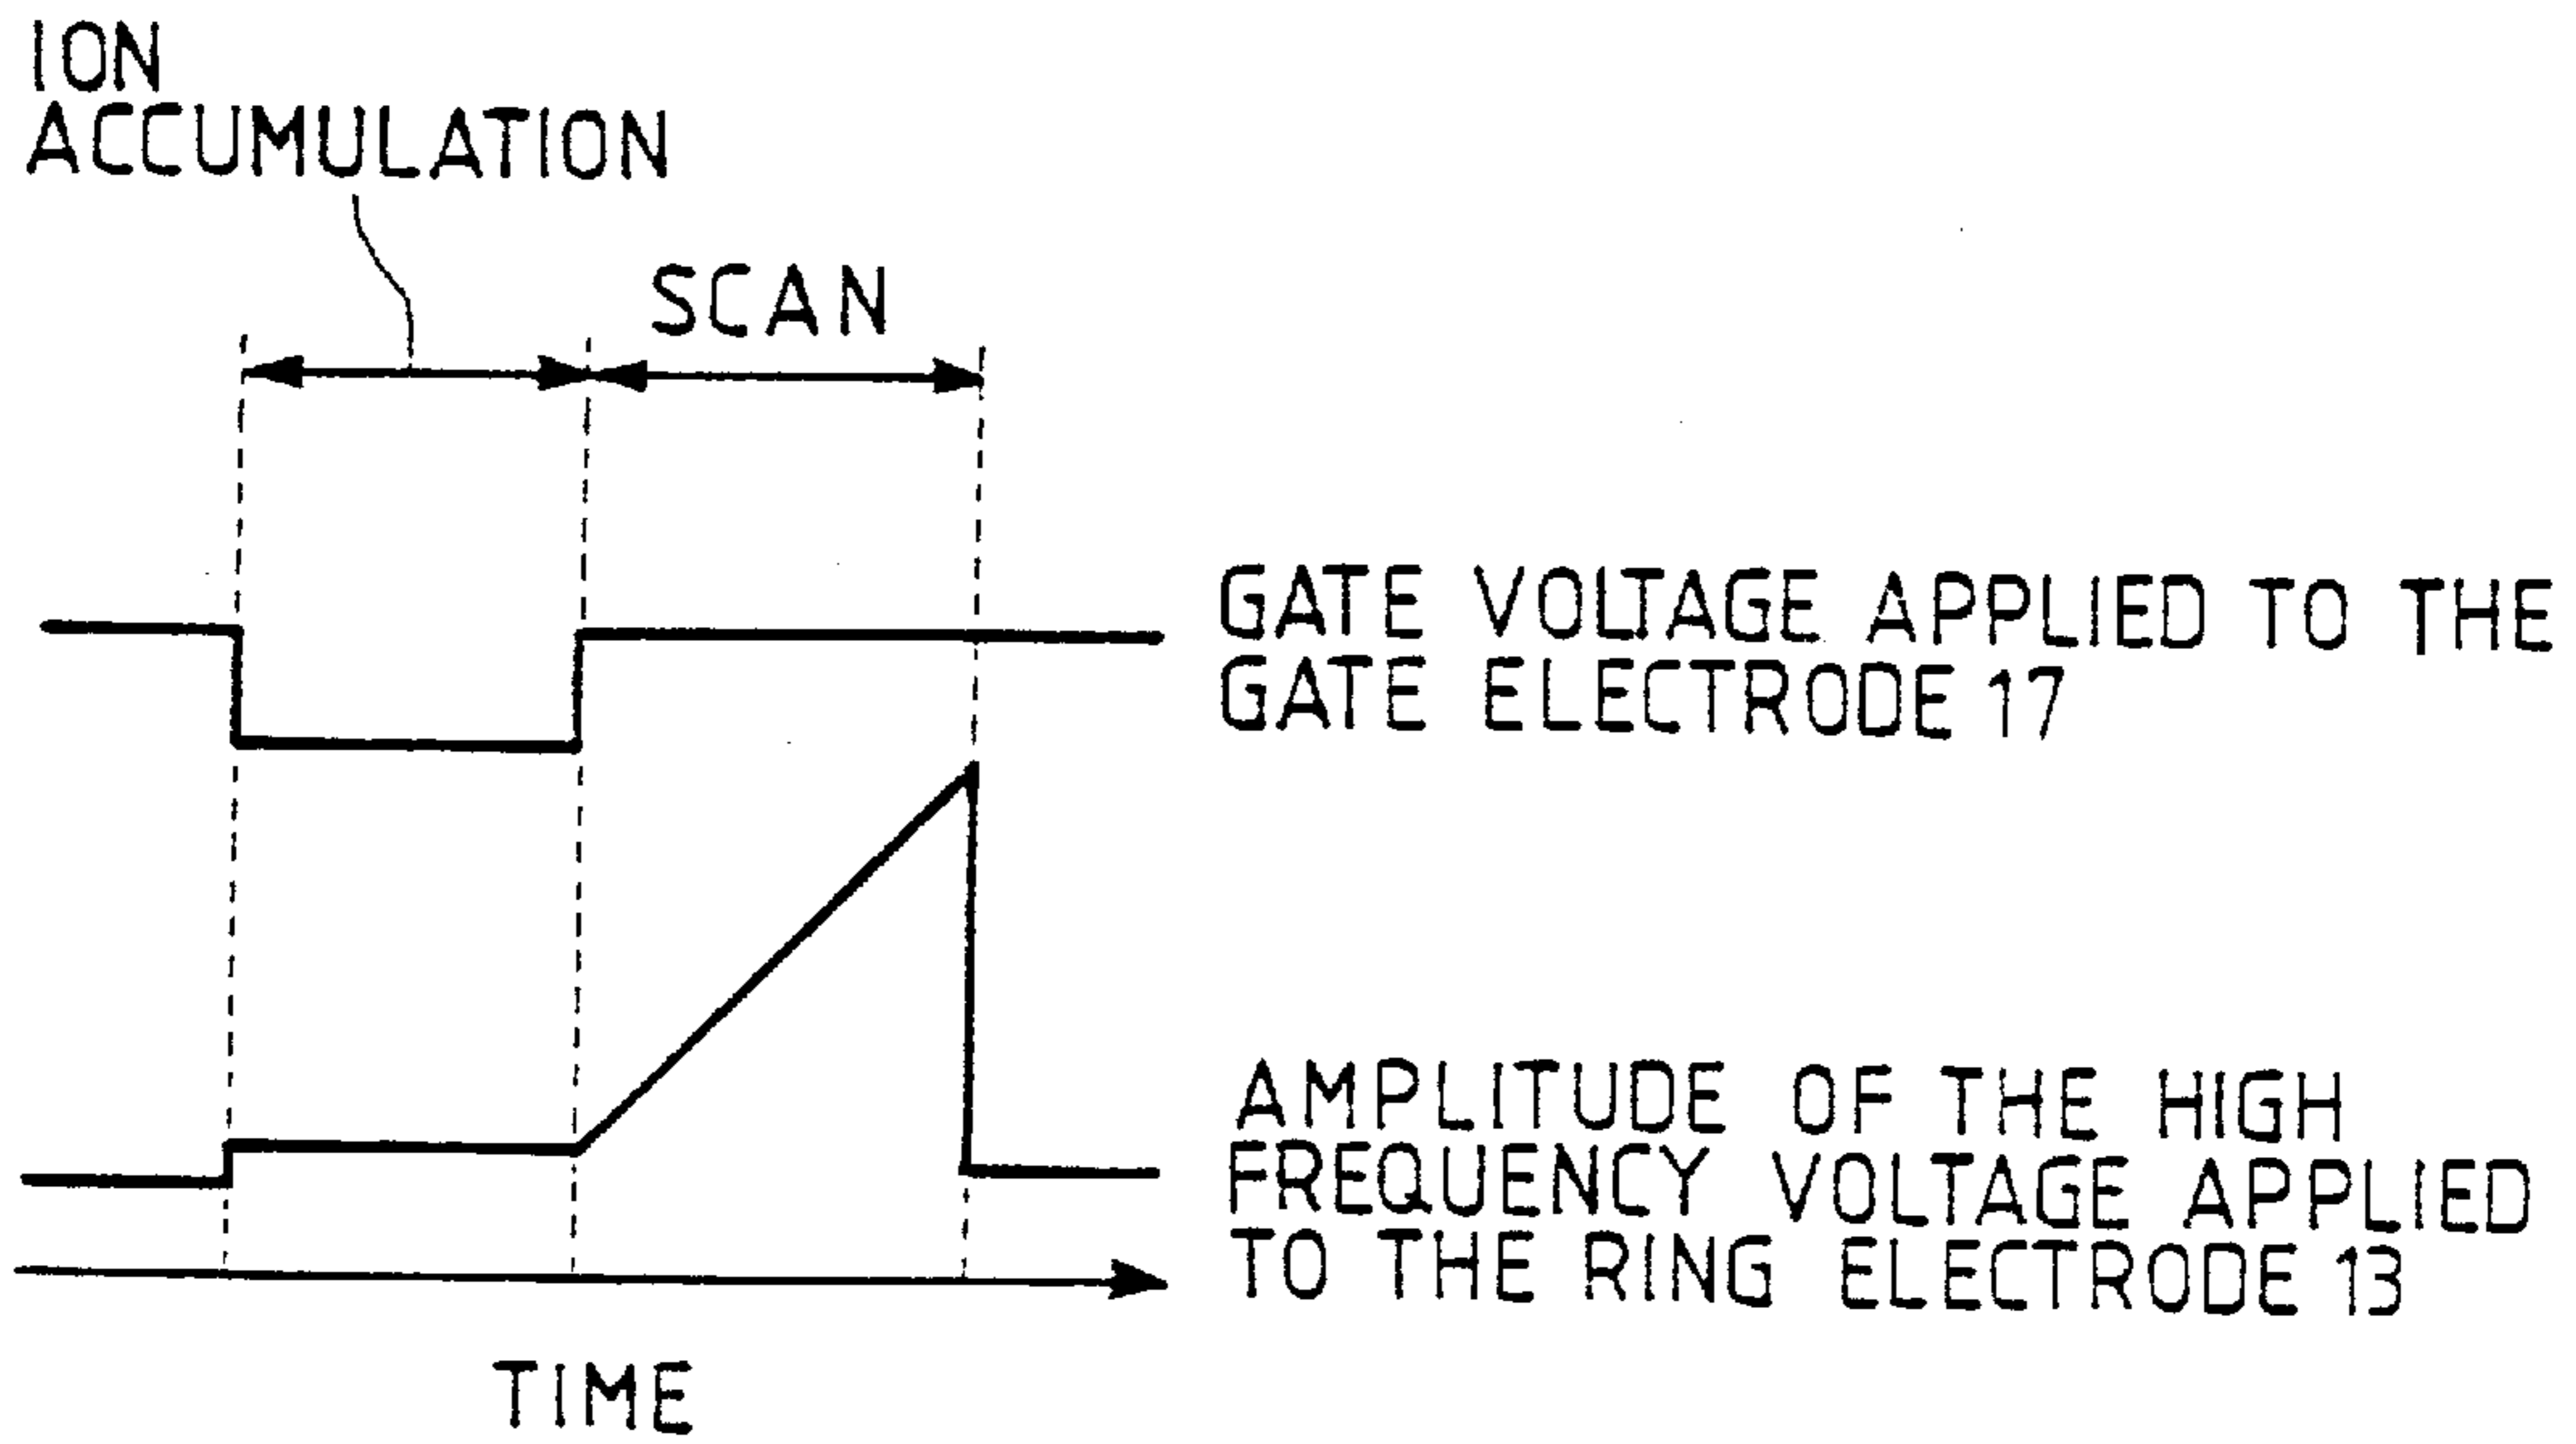 ION
ACCUMULATION
SCAN
GATE VOLTAGE APPLIED TO THE
GATE ELECTRODE 17
AMPLITUDE OF THE HIGH
FREQUENCY VOLTAGE APPLIED
TO THE RING ELECTRODE 13
TIME